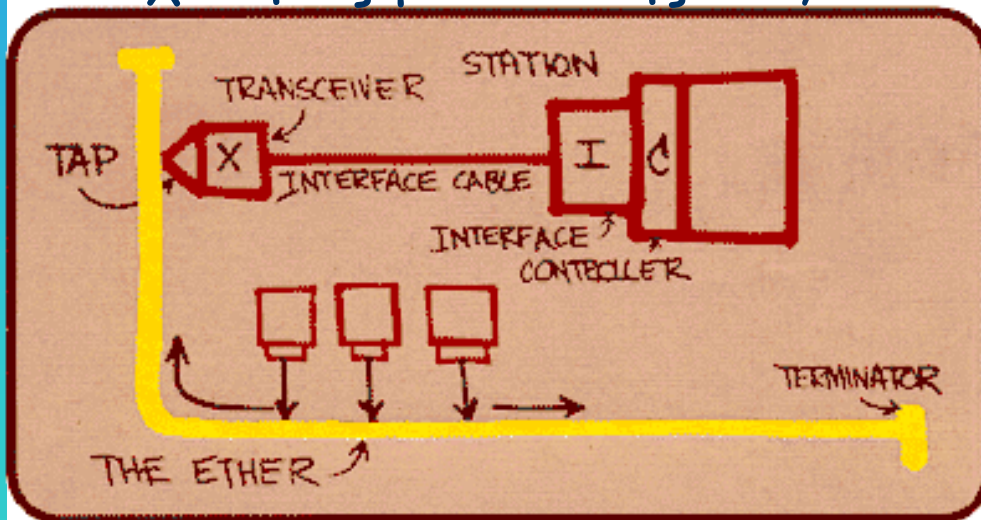 STATION
TRANSCEIVER
TAP
X
I
C
INTERFACE CABLE
INTERFACE
CONTROLLER
TERMINATOR
THE ETHER